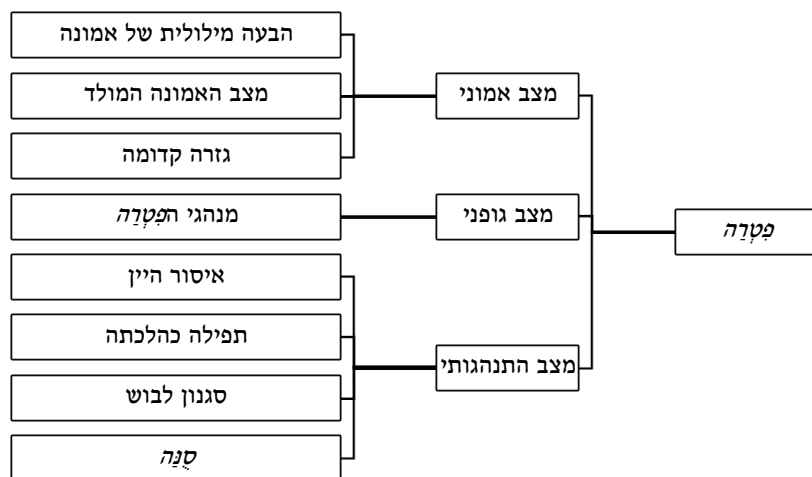 פִטְרַה
מצב אמוני
הבעה מילולית של אמונה
מצב האמונה המולד
גזרה קדומה
מצב גופני
מנהגי הפִטְרַה
מצב התנהגותי
איסור היין
תפילה כהלכתה
סגנון לבוש
סֻנַּה